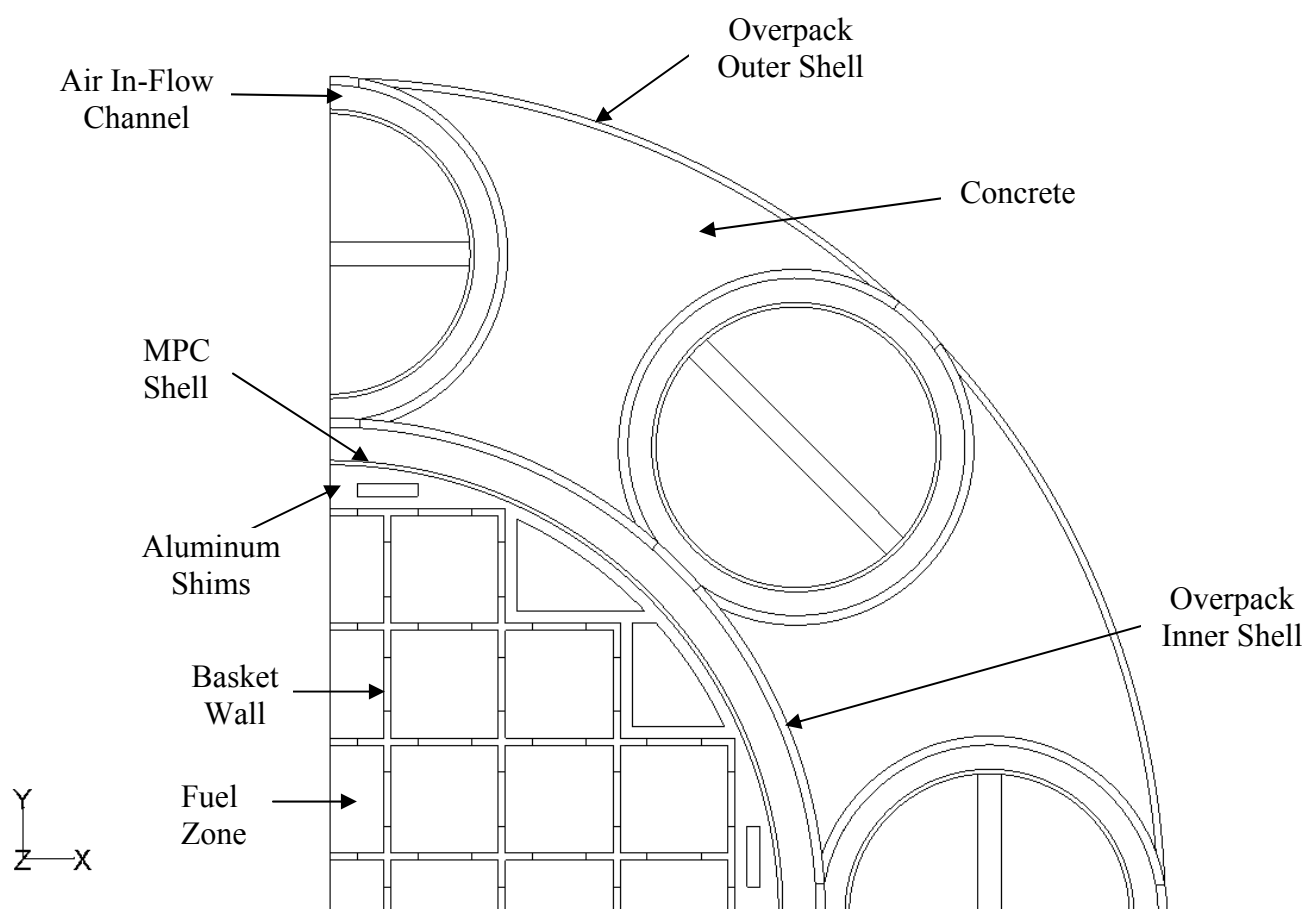 Overpack
Outer Shell
Air In-Flow
Channel
Concrete
MPC
Shell
Aluminum
Shims
Overpack
Inner Shell
Basket
Wall
Fuel
Zone
Y
Z
X